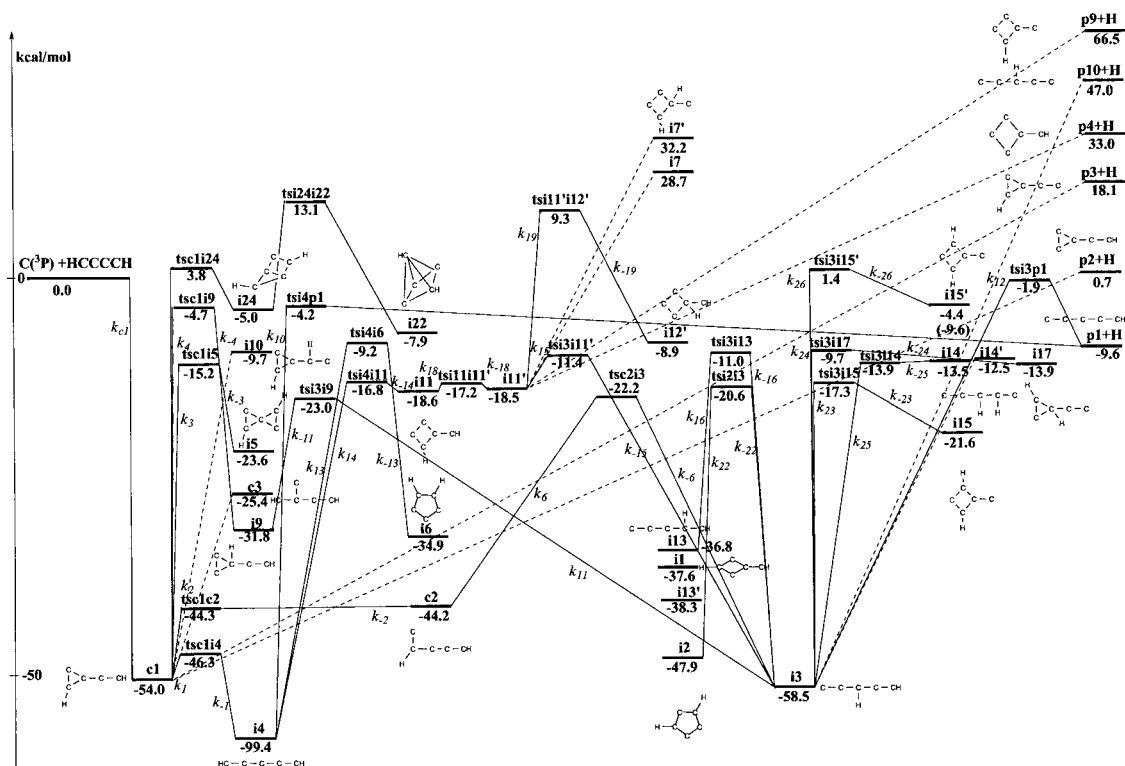 kcal/mol
0
-50
C(³P) +HCCCCH
0.0
k_c1
c1
-54.0
tsc1i24
3.8
tsc1i9
-4.7
tsc1i5
-15.2
tsc1c2
-44.3
tsc1i4
-46.3
k_4
k_3
k_2
k_1
k_-4
k_-3
k_-1
i24
-5.0
i10
-9.7
i5
-23.6
c3
-25.4
i9
-31.8
i4
-99.4
HC-C-C-C-CH
tsi24i22
13.1
tsi4p1
-4.2
tsi4i6
-9.2
tsi4i11
-16.8
tsi3i9
-23.0
k_10
k_-11
k_13
k_14
k_-14
k_-13
k_11
i22
-7.9
i11
-18.6
tsi11i11'
-17.2
i11'
-18.5
k_18
k_-18
i6
-34.9
c2
-44.2
k_-2
k_6
tsi11'i12'
9.3
k_19
k_-19
tsi3i11'
-11.4
k_15
tsc2i3
-22.2
k_-15
k_-6
i7'
32.2
i7
28.7
i12'
-8.9
tsi3i13
-11.0
tsi2i3
-20.6
k_16
k_-16
k_22
k_-22
i13
-36.8
i1
-37.6
i13'
-38.3
i2
-47.9
i3
-58.5
tsi3i15'
1.4
k_26
k_-26
tsi3i17
-9.7
k_24
k_-24
tsi3i14
-13.9
k_-25
tsi3i15
-17.3
k_23
k_-23
k_25
i15'
-4.4
(-9.6)
i14
-13.5
i14'
-12.5
i17
-13.9
i15
-21.6
tsi3p1
-1.9
k_12
p9+H
66.5
p10+H
47.0
p4+H
33.0
p3+H
18.1
p2+H
0.7
p1+H
-9.6